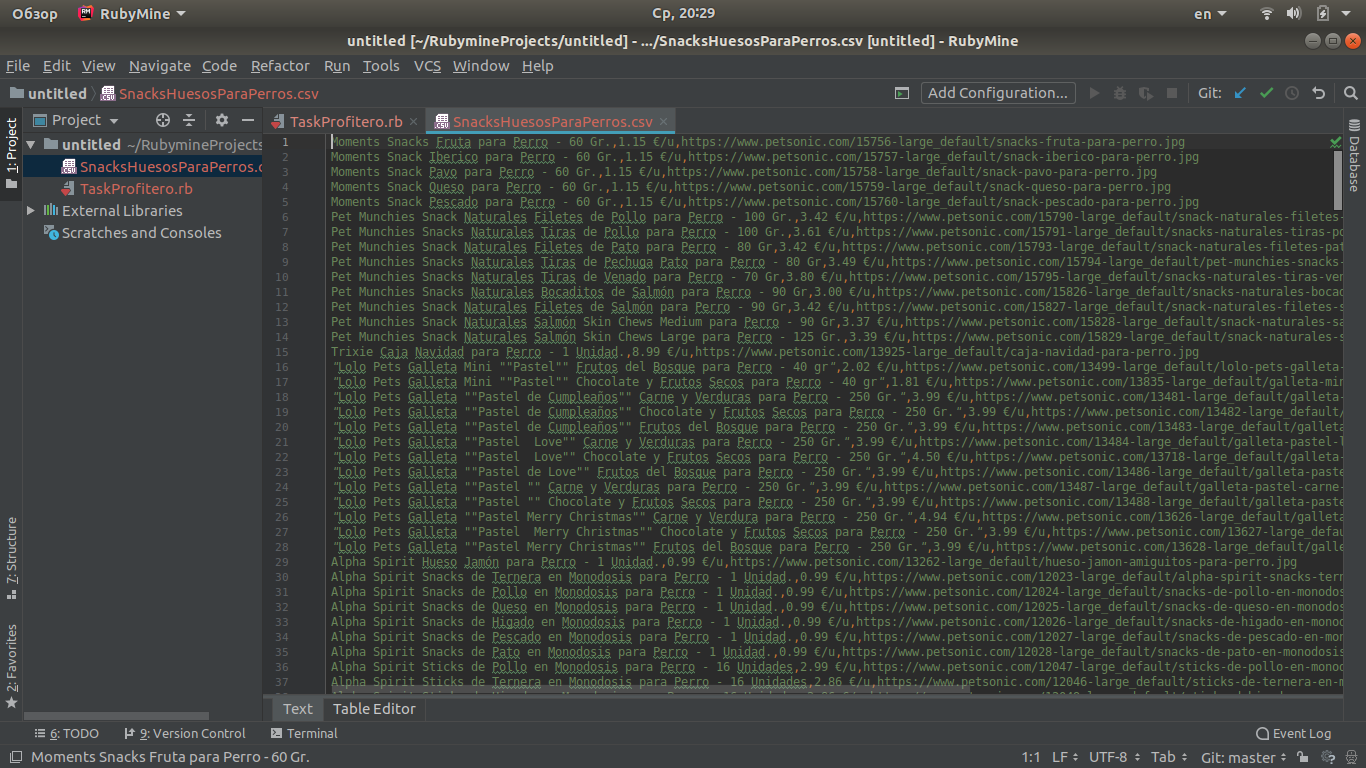 Обзор RubyMine Ср, 20:29 en
untitled [~/RubymineProjects/untitled] - .../SnacksHuesosParaPerros.csv [untitled] - RubyMine
File Edit View Navigate Code Refactor Run Tools VCS Window Help
untitled SnacksHuesosParaPerros.csv Add Configuration... Git:
Project TaskProfitero.rb SnacksHuesosParaPerros.csv
1: Project
untitled ~/RubymineProjects
SnacksHuesosParaPerros.c
TaskProfitero.rb
External Libraries
Scratches and Consoles
7: Structure
2: Favorites
Database
1 Moments Snacks Fruta para Perro - 60 Gr.,1.15 €/u,https://www.petsonic.com/15756-large_default/snacks-fruta-para-perro.jpg
2 Moments Snack Iberico para Perro - 60 Gr.,1.15 €/u,https://www.petsonic.com/15757-large_default/snack-iberico-para-perro.jpg
3 Moments Snack Pavo para Perro - 60 Gr.,1.15 €/u,https://www.petsonic.com/15758-large_default/snack-pavo-para-perro.jpg
4 Moments Snack Queso para Perro - 60 Gr.,1.15 €/u,https://www.petsonic.com/15759-large_default/snack-queso-para-perro.jpg
5 Moments Snack Pescado para Perro - 60 Gr.,1.15 €/u,https://www.petsonic.com/15760-large_default/snack-pescado-para-perro.jpg
6 Pet Munchies Snack Naturales Filetes de Pollo para Perro - 100 Gr.,3.42 €/u,https://www.petsonic.com/15790-large_default/snack-naturales-filetes-
7 Pet Munchies Snacks Naturales Tiras de Pollo para Perro - 100 Gr.,3.61 €/u,https://www.petsonic.com/15791-large_default/snacks-naturales-tiras-po
8 Pet Munchies Snack Naturales Filetes de Pato para Perro - 80 Gr,3.42 €/u,https://www.petsonic.com/15793-large_default/snack-naturales-filetes-pat
9 Pet Munchies Snacks Naturales Tiras de Pechuga Pato para Perro - 80 Gr,3.49 €/u,https://www.petsonic.com/15794-large_default/pet-munchies-snacks-
10 Pet Munchies Snacks Naturales Tiras de Venado para Perro - 70 Gr,3.80 €/u,https://www.petsonic.com/15795-large_default/snacks-naturales-tiras-ven
11 Pet Munchies Snacks Naturales Bocaditos de Salmón para Perro - 90 Gr,3.00 €/u,https://www.petsonic.com/15826-large_default/snacks-naturales-bocad
12 Pet Munchies Snack Naturales Filetes de Salmón para Perro - 90 Gr,3.42 €/u,https://www.petsonic.com/15827-large_default/snack-naturales-filetes-s
13 Pet Munchies Snack Naturales Salmón Skin Chews Medium para Perro - 90 Gr,3.37 €/u,https://www.petsonic.com/15828-large_default/snack-naturales-sa
14 Pet Munchies Snack Naturales Salmón Skin Chews Large para Perro - 125 Gr.,3.39 €/u,https://www.petsonic.com/15829-large_default/snack-naturales-s
15 Trixie Caja Navidad para Perro - 1 Unidad.,8.99 €/u,https://www.petsonic.com/13925-large_default/caja-navidad-para-perro.jpg
16 "Lolo Pets Galleta Mini ""Pastel"" Frutos del Bosque para Perro - 40 gr",2.02 €/u,https://www.petsonic.com/13499-large_default/lolo-pets-galleta-
17 "Lolo Pets Galleta Mini ""Pastel"" Chocolate y Frutos Secos para Perro - 40 gr",1.81 €/u,https://www.petsonic.com/13835-large_default/galleta-min
18 "Lolo Pets Galleta ""Pastel de Cumpleaños"" Carne y Verduras para Perro - 250 Gr.",3.99 €/u,https://www.petsonic.com/13481-large_default/galleta-
19 "Lolo Pets Galleta ""Pastel de Cumpleaños"" Chocolate y Frutos Secos para Perro - 250 Gr.",3.99 €/u,https://www.petsonic.com/13482-large_default/
20 "Lolo Pets Galleta ""Pastel de Cumpleaños"" Frutos del Bosque para Perro - 250 Gr.",3.99 €/u,https://www.petsonic.com/13483-large_default/galleta-
21 "Lolo Pets Galleta ""Pastel  Love"" Carne y Verduras para Perro - 250 Gr.",3.99 €/u,https://www.petsonic.com/13484-large_default/galleta-pastel-l
22 "Lolo Pets Galleta ""Pastel  Love"" Chocolate y Frutos Secos para Perro - 250 Gr.",4.50 €/u,https://www.petsonic.com/13718-large_default/galleta-
23 "Lolo Pets Galleta ""Pastel de Love"" Frutos del Bosque para Perro - 250 Gr.",3.99 €/u,https://www.petsonic.com/13486-large_default/galleta-paste
24 "Lolo Pets Galleta ""Pastel "" Carne y Verduras para Perro - 250 Gr.",3.99 €/u,https://www.petsonic.com/13487-large_default/galleta-pastel-carne-
25 "Lolo Pets Galleta ""Pastel "" Chocolate y Frutos Secos para Perro - 250 Gr.",3.99 €/u,https://www.petsonic.com/13488-large_default/galleta-paste
26 "Lolo Pets Galleta ""Pastel Merry Christmas"" Carne y Verdura para Perro - 250 Gr.",4.94 €/u,https://www.petsonic.com/13626-large_default/galleta
27 "Lolo Pets Galleta ""Pastel  Merry Christmas"" Chocolate y Frutos Secos para Perro - 250 Gr.",3.99 €/u,https://www.petsonic.com/13627-large_defau
28 "Lolo Pets Galleta ""Pastel Merry Christmas"" Frutos del Bosque para Perro - 250 Gr.",3.99 €/u,https://www.petsonic.com/13628-large_default/galle
29 Alpha Spirit Hueso Jamón para Perro - 1 Unidad.,0.99 €/u,https://www.petsonic.com/13262-large_default/hueso-jamon-amiguitos-para-perro.jpg
30 Alpha Spirit Snacks de Ternera en Monodosis para Perro - 1 Unidad.,0.99 €/u,https://www.petsonic.com/12023-large_default/alpha-spirit-snacks-tern
31 Alpha Spirit Snacks de Pollo en Monodosis para Perro - 1 Unidad.,0.99 €/u,https://www.petsonic.com/12024-large_default/snacks-de-pollo-en-monodos
32 Alpha Spirit Snacks de Queso en Monodosis para Perro - 1 Unidad.,0.99 €/u,https://www.petsonic.com/12025-large_default/snacks-de-queso-en-monodos
33 Alpha Spirit Snacks de Higado en Monodosis para Perro - 1 Unidad.,0.99 €/u,https://www.petsonic.com/12026-large_default/snacks-de-higado-en-mono
34 Alpha Spirit Snacks de Pescado en Monodosis para Perro - 1 Unidad.,0.99 €/u,https://www.petsonic.com/12027-large_default/snacks-de-pescado-en-mon
35 Alpha Spirit Snacks de Pato en Monodosis para Perro - 1 Unidad.,0.99 €/u,https://www.petsonic.com/12028-large_default/snacks-de-pato-en-monodosi
36 Alpha Spirit Sticks de Pollo en Monodosis para Perro - 16 Unidades,2.99 €/u,https://www.petsonic.com/12047-large_default/sticks-de-pollo-en-monod
37 Alpha Spirit Sticks de Ternera en Monodosis para Perro - 16 Unidades,2.86 €/u,https://www.petsonic.com/12046-large_default/sticks-de-ternera-en-m
Text Table Editor
6: TODO 9: Version Control Terminal Event Log
Moments Snacks Fruta para Perro - 60 Gr. 1:1 LF UTF-8 Tab Git: master